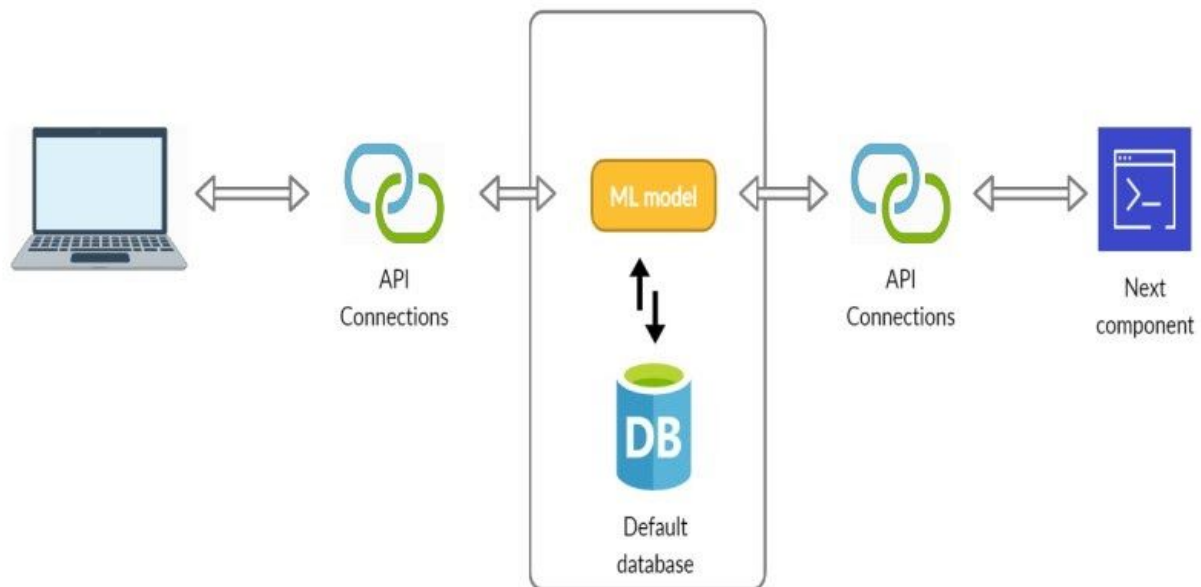 ML model
API
Connections
API
Connections
Next
component
DB
Default
database